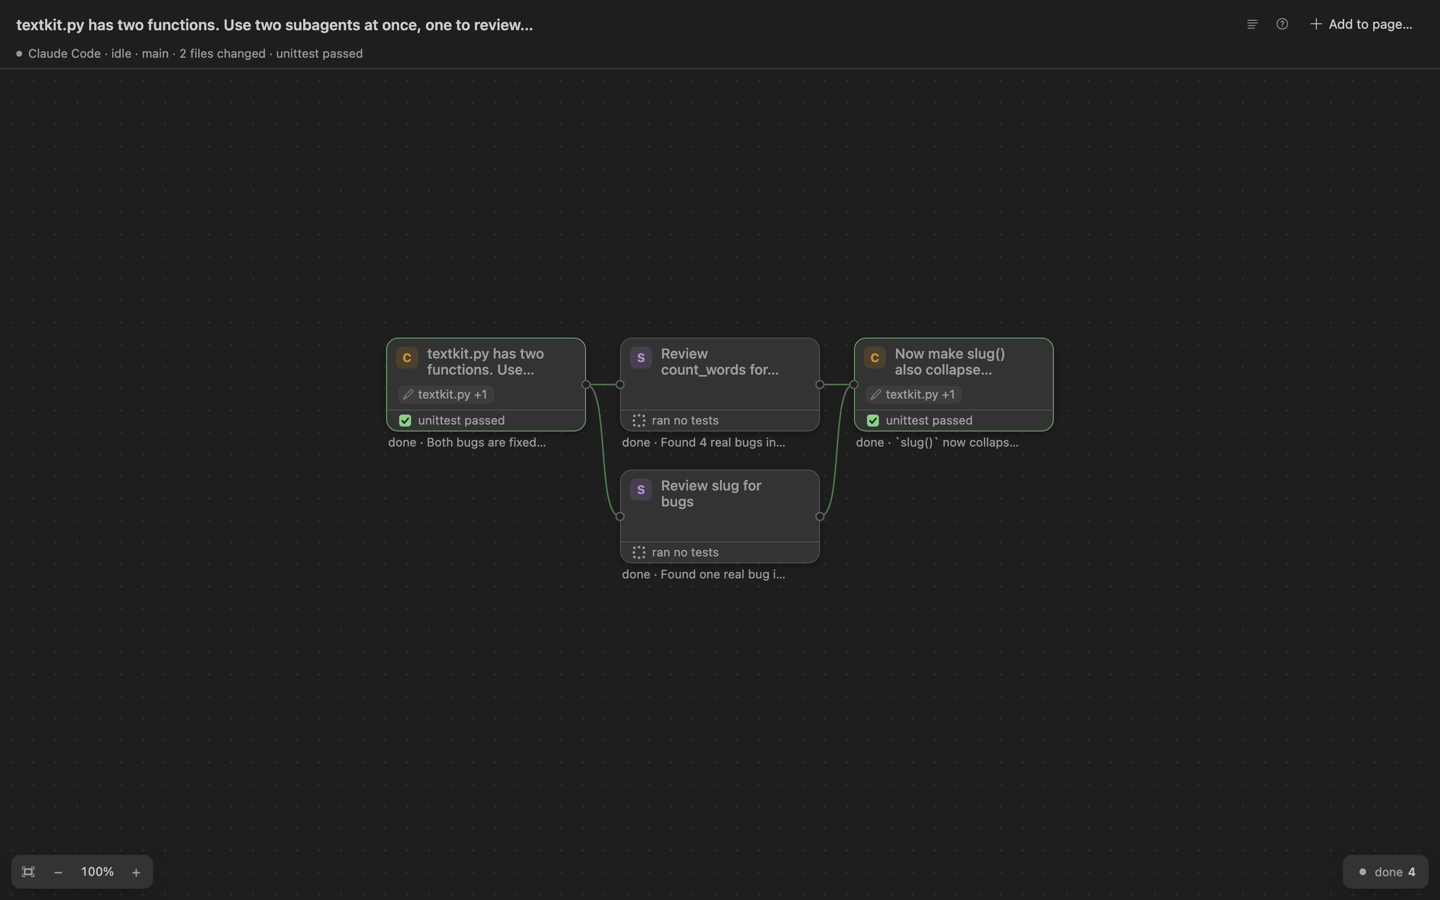 textkit.py has two functions. Use two subagents at once, one to review...
Add to page...
Claude Code · idle · main · 2 files changed · unittest passed
C
textkit.py has two
functions. Use...
textkit.py +1
unittest passed
done · Both bugs are fixed...
S
Review
count_words for...
ran no tests
done · Found 4 real bugs in...
C
Now make slug()
also collapse...
textkit.py +1
unittest passed
done · `slug()` now collaps...
S
Review slug for
bugs
ran no tests
done · Found one real bug i...
100%
done 4